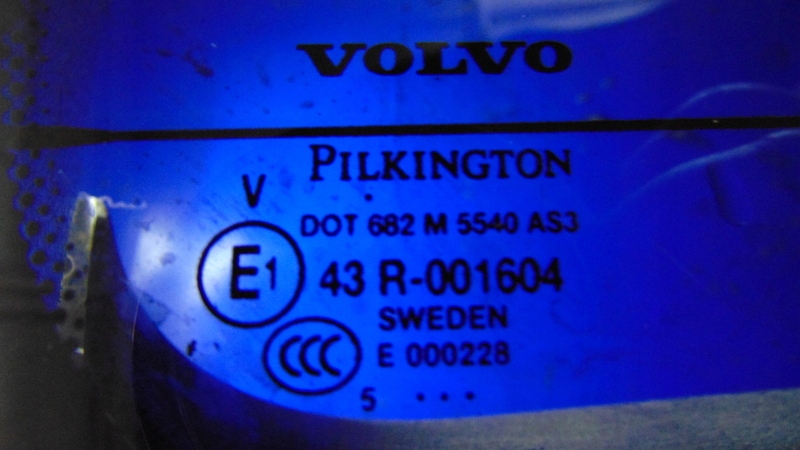 VOLVO
PILKINGTON
V
DOT 682 M 5540 AS3
E1 43 R-001604
SWEDEN
CCC E 000228
5 • • •